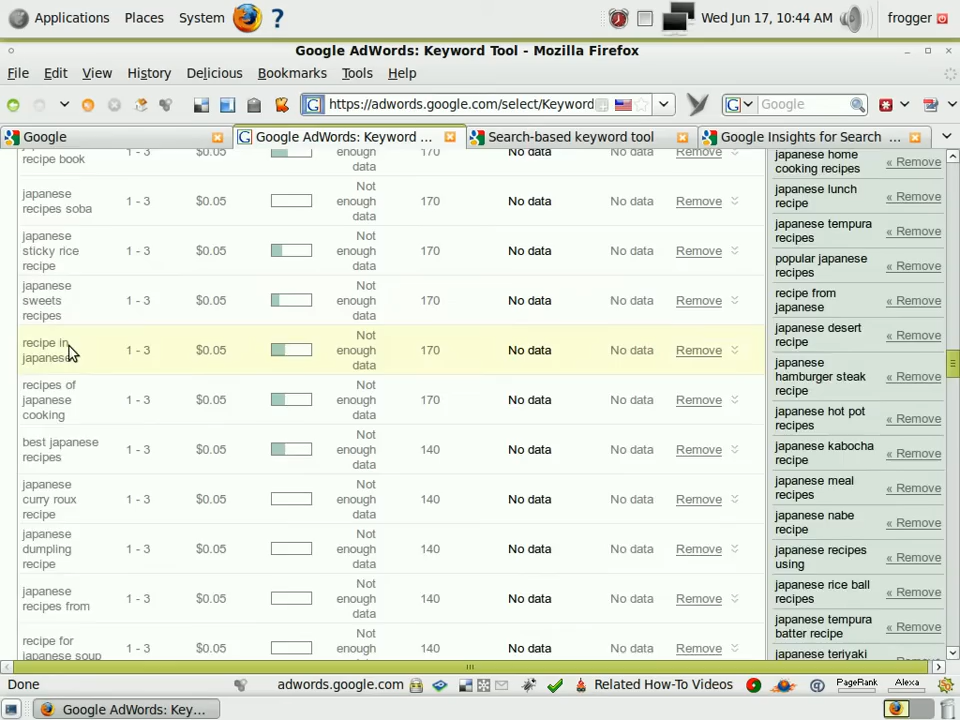 Applications Places System ? Wed Jun 17, 10:44 AM frogger
Google AdWords: Keyword Tool - Mozilla Firefox
File Edit View History Delicious Bookmarks Tools Help
https://adwords.google.com/select/Keyword Google
Google Google AdWords: Keyword ... Search-based keyword tool Google Insights for Search ...
recipe book 1 - 3 $0.05 enough data 170 No data No data Remove
japanese
recipes soba 1 - 3 $0.05 Not enough data 170 No data No data Remove
japanese
sticky rice
recipe 1 - 3 $0.05 Not enough data 170 No data No data Remove
japanese
sweets
recipes 1 - 3 $0.05 Not enough data 170 No data No data Remove
recipe in
japanese 1 - 3 $0.05 Not enough data 170 No data No data Remove
recipes of
japanese
cooking 1 - 3 $0.05 Not enough data 170 No data No data Remove
best japanese
recipes 1 - 3 $0.05 Not enough data 140 No data No data Remove
japanese
curry roux
recipe 1 - 3 $0.05 Not enough data 140 No data No data Remove
japanese
dumpling
recipe 1 - 3 $0.05 Not enough data 140 No data No data Remove
japanese
recipes from 1 - 3 $0.05 Not enough data 140 No data No data Remove
recipe for
japanese soup 1 - 3 $0.05 Not enough data 140 No data No data Remove
japanese home
cooking recipes « Remove
japanese lunch
recipe « Remove
japanese tempura
recipes « Remove
popular japanese
recipes « Remove
recipe from
japanese « Remove
japanese desert
recipe « Remove
japanese
hamburger steak
recipe « Remove
japanese hot pot
recipes « Remove
japanese kabocha
recipe « Remove
japanese meal
recipes « Remove
japanese nabe
recipe « Remove
japanese recipes
using « Remove
japanese rice ball
recipes « Remove
japanese tempura
batter recipe « Remove
japanese teriyaki
Done adwords.google.com Related How-To Videos @ PageRank Alexa
Google AdWords: Key...